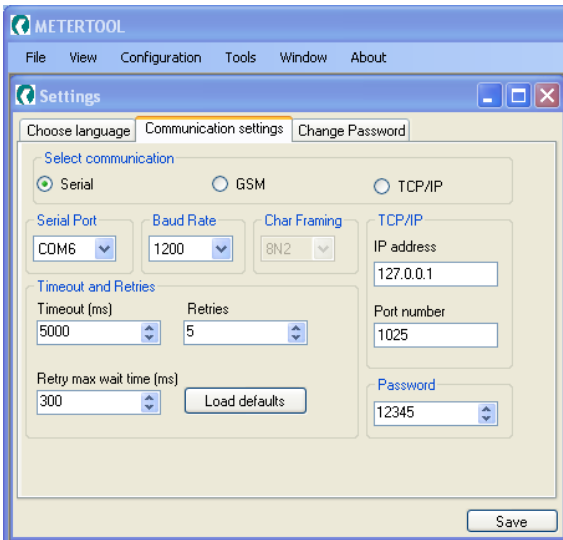 METERTOOL
File View Configuration Tools Window About
Settings
Choose language Communication settings Change Password
Select communication
Serial GSM TCP/IP
Serial Port Baud Rate Char Framing TCP/IP
COM6 1200 8N2
IP address
127.0.0.1
Timeout and Retries
Timeout (ms) Retries
5000 5
Port number
1025
Retry max wait time (ms)
300 Load defaults
Password
12345
Save